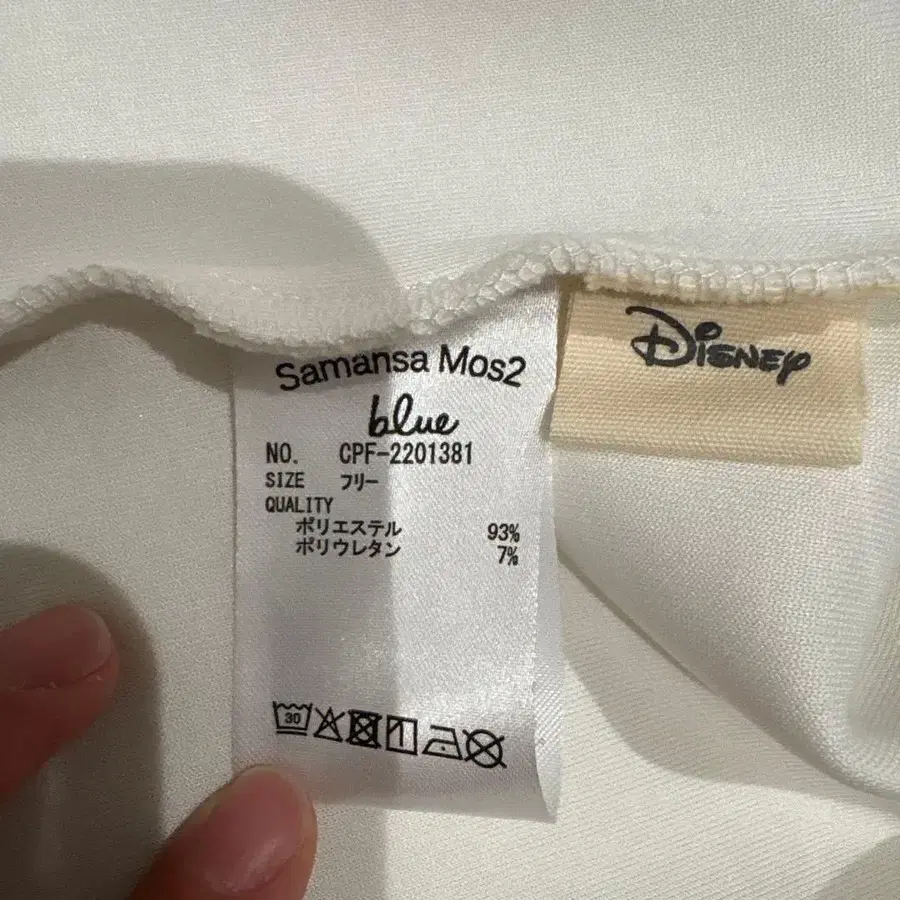 Samansa Mos2
blue
NO. CPF-2201381
SIZE フリー
QUALITY
ポリエステル 93%
ポリウレタン 7%
30
Disney